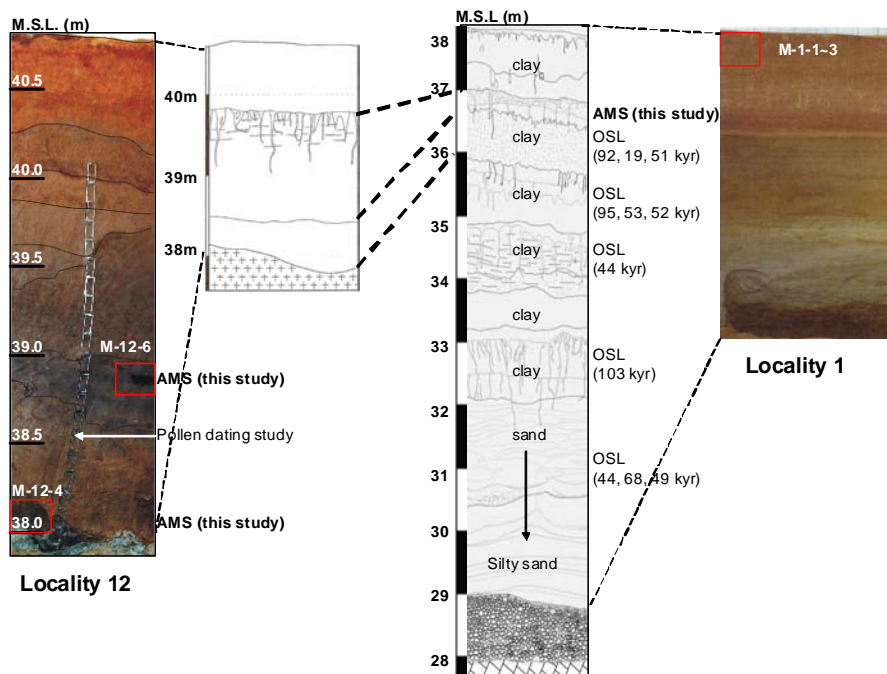 M.S.L. (m)
40.5
40.0
39.5
39.0
M-12-6
AMS (this study)
Pollen dating study
38.5
M-12-4
38.0
AMS (this study)
Locality 12
40m
39m
38m
M.S.L (m)
38
37
36
35
34
33
32
31
30
29
28
clay
clay
clay
clay
clay
clay
sand
Silty sand
AMS (this study)
OSL
(92, 19, 51 kyr)
OSL
(95, 53, 52 kyr)
OSL
(44 kyr)
OSL
(103 kyr)
OSL
(44, 68, 49 kyr)
M-1-1~3
Locality 1